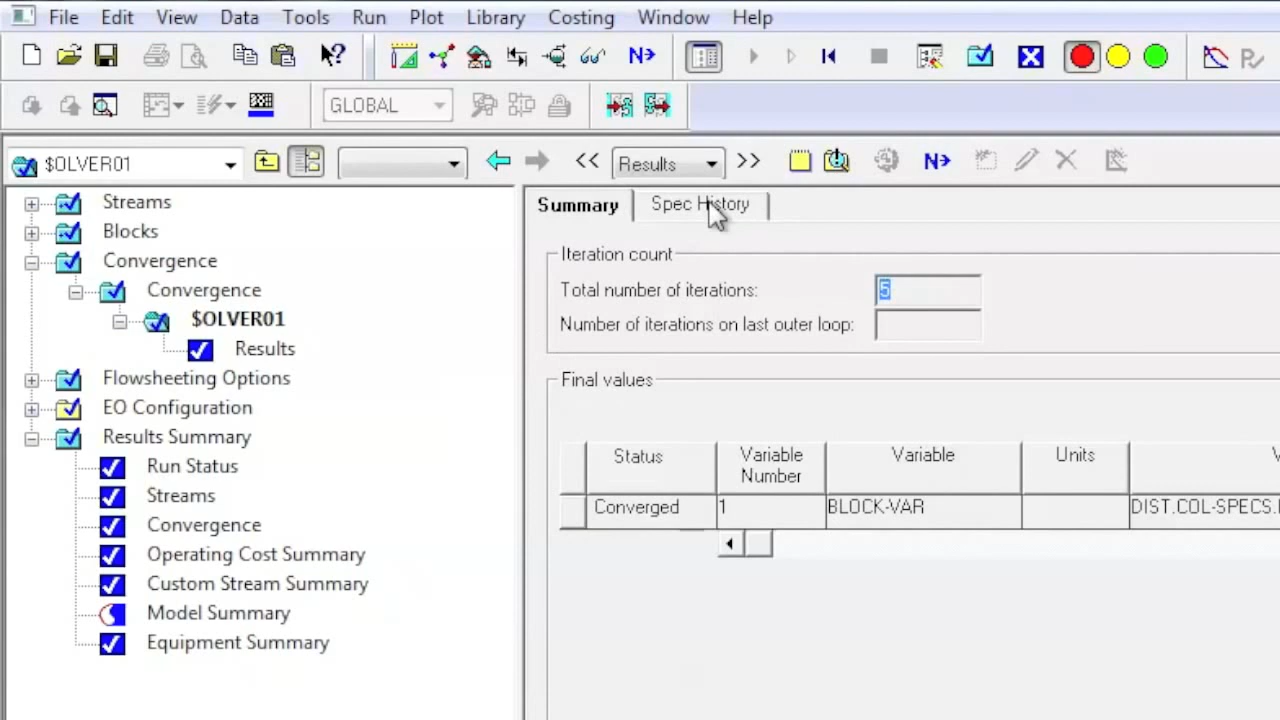 File Edit View Data Tools Run Plot Library Costing Window Help
N
GLOBAL
$OLVER01
<< Results >> N
Streams
Blocks
Convergence
Convergence
$OLVER01
Results
Flowsheeting Options
EO Configuration
Results Summary
Run Status
Streams
Convergence
Operating Cost Summary
Custom Stream Summary
Model Summary
Equipment Summary
Summary Spec History
Iteration count
Total number of iterations: 5
Number of iterations on last outer loop:
Final values
Status Variable Number Variable Units V
Converged 1 BLOCK-VAR DIST.COL-SPECS.